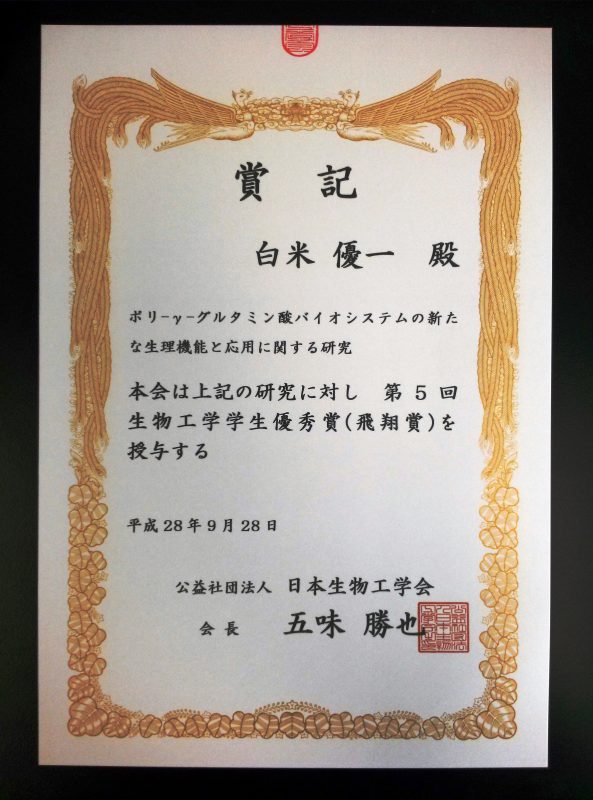 賞 記
白米 優一 殿
ポリ-γ-グルタミン酸バイオシステムの新た
な生理機能と応用に関する研究
本会は上記の研究に対し 第5回
生物工学学生優秀賞(飛翔賞)を
授与する
平成28年9月28日
公益社団法人 日本生物工学会
会長 五味 勝也